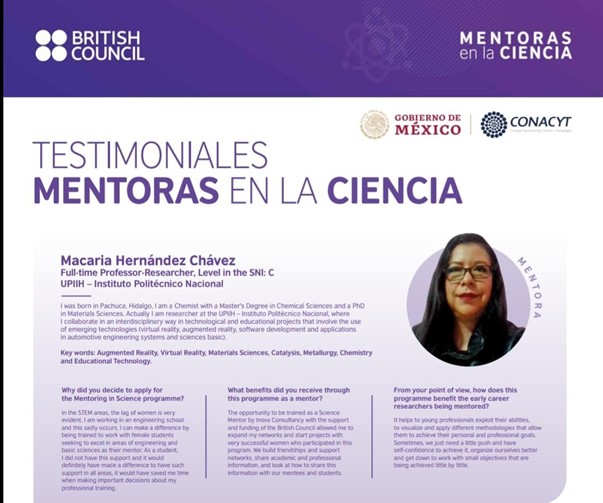 BRITISH
COUNCIL
MENTORAS
en la CIENCIA
GOBIERNO DE
MÉXICO
CONACYT
TESTIMONIALES
MENTORAS EN LA CIENCIA
Macaria Hernández Chávez
Full-time Professor-Researcher, Level in the SNI: C
UPIIH – Instituto Politécnico Nacional
I was born in Pachuca, Hidalgo. I am a Chemist with a Master's Degree in Chemical Sciences and a PhD
in Materials Sciences. Actually I am researcher at the UPIIH – Instituto Politécnico Nacional, where
I collaborate in an interdisciplinary way in technological and educational projects that involve the use
of emerging technologies (virtual reality, augmented reality, software development and applications
in automotive engineering systems and sciences basic).
Key words: Augmented Reality, Virtual Reality, Materials Sciences, Catalysis, Metallurgy, Chemistry
and Educational Technology.
MENTORA
Why did you decide to apply for
the Mentoring in Science programme?
In the STEM areas, the lag of women is very
evident. I am working in an engineering school
and this sadly occurs. I can make a difference by
being trained to work with female students
seeking to excel in areas of engineering and
basic sciences as their mentor. As a student,
I did not have this support and it would
definitely have made a difference to have such
support in all areas, it would have saved me time
when making important decisions about my
professional training.
What benefits did you receive through
this programme as a mentor?
The opportunity to be trained as a Science
Mentor by Inova Consultancy with the support
and funding of the British Council allowed me to
expand my networks and start projects with
very successful women who participated in this
program. We build friendships and support
networks, share academic and professional
information, and look at how to share this
information with our mentees and students.
From your point of view, how does this
programme benefit the early career
researchers being mentored?
It helps to young professionals exploit their abilities,
to visualize and apply different methodologies that allow
them to achieve their personal and professional goals.
Sometimes, we just need a little push and have
self-confidence to achieve it, organize ourselves better
and get down to work with small objectives that are
being achieved little by little.